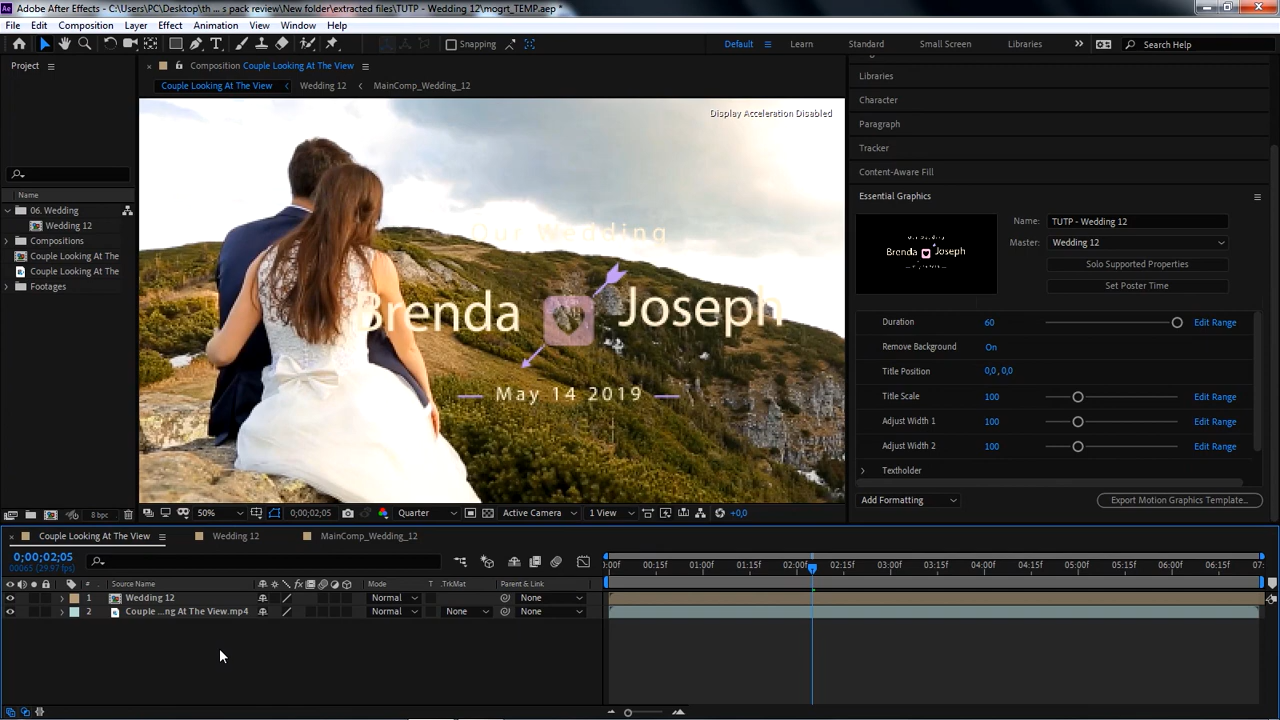 Adobe After Effects - C:\Users\PC\Desktop\th ... s pack review\New folder\extracted files\TUTP - Wedding 12\mogrt_TEMP.aep *
File Edit Composition Layer Effect Animation View Window Help
Snapping
Default Learn Standard Small Screen Libraries Search Help
Project
Composition Couple Looking At The View
Couple Looking At The View Wedding 12 MainComp_Wedding_12
Display Acceleration Disabled
Name
06. Wedding
Wedding 12
Compositions
Couple Looking At The
Couple Looking At The
Footages
8 bpc
Our Wedding
Brenda Joseph
May 14 2019
50% 0;00;02;05 Quarter Active Camera 1 View +0,0
Libraries
Character
Paragraph
Tracker
Content-Aware Fill
Essential Graphics
Brenda Joseph
Name: TUTP - Wedding 12
Master: Wedding 12
Solo Supported Properties
Set Poster Time
Duration 60 Edit Range
Remove Background On
Title Position 0,0, 0,0
Title Scale 100 Edit Range
Adjust Width 1 100 Edit Range
Adjust Width 2 100 Edit Range
Textholder
Add Formatting Export Motion Graphics Template...
Couple Looking At The View Wedding 12 MainComp_Wedding_12
0;00;02;05
00065 (29.97 fps)
:00f 00:15f 01:00f 01:15f 02:00f 02:15f 03:00f 03:15f 04:00f 04:15f 05:00f 05:15f 06:00f 06:15f 07:
# Source Name Mode T .TrkMat Parent & Link
1 Wedding 12 Normal None
2 Couple ...ng At The View.mp4 Normal None None